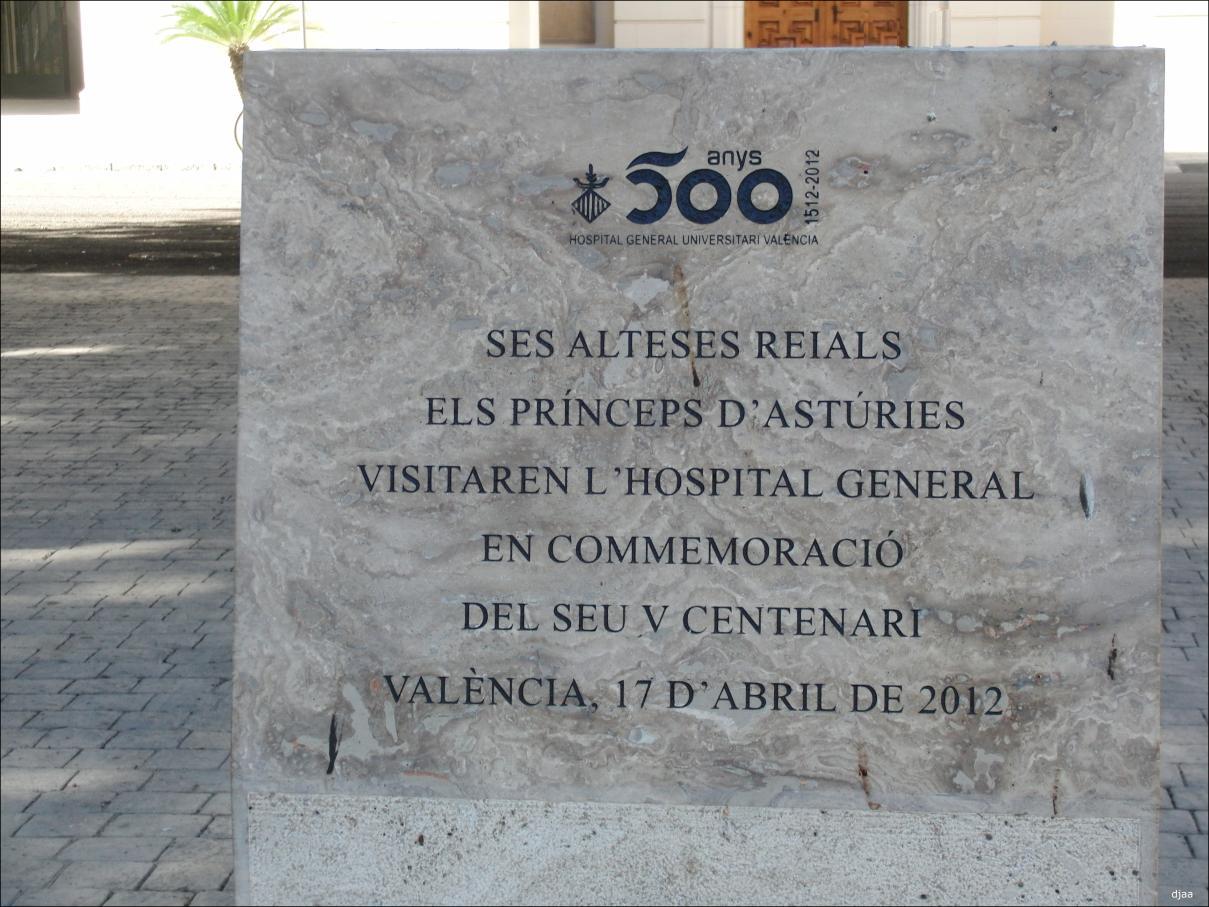 anys
500
1512-2012
HOSPITAL GENERAL UNIVERSITARI VALÈNCIA
SES ALTESES REIALS
ELS PRÍNCEPS D'ASTÚRIES
VISITAREN L'HOSPITAL GENERAL
EN COMMEMORACIÓ
DEL SEU V CENTENARI
VALÈNCIA, 17 D'ABRIL DE 2012
djaa